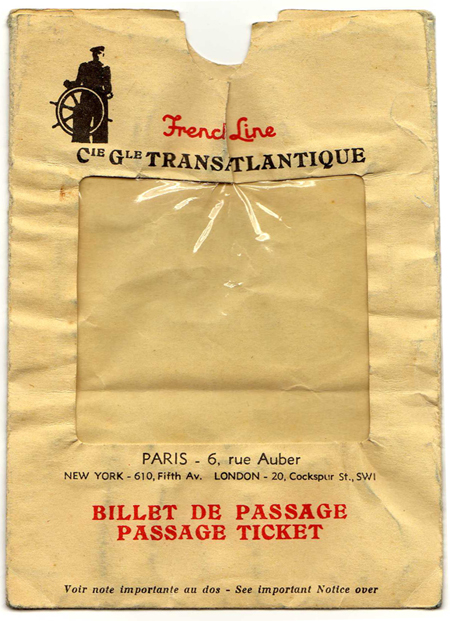 French Line
CIE GLE TRANSATLANTIQUE
PARIS - 6, rue Auber
NEW YORK - 610, Fifth Av. LONDON - 20, Cockspur St., SW1
BILLET DE PASSAGE
PASSAGE TICKET
Voir note importante au dos - See important Notice over